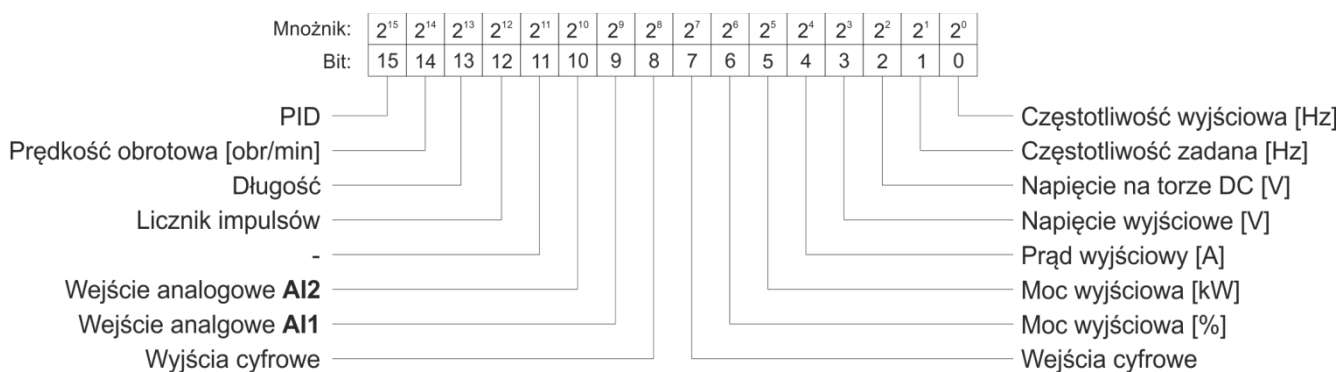 Mnożnik: 2¹⁵ 2¹⁴ 2¹³ 2¹² 2¹¹ 2¹⁰ 2⁹ 2⁸ 2⁷ 2⁶ 2⁵ 2⁴ 2³ 2² 2¹ 2⁰
Bit: 15 14 13 12 11 10 9 8 7 6 5 4 3 2 1 0
PID
Prędkość obrotowa [obr/min]
Długość
Licznik impulsów
-
Wejście analogowe AI2
Wejście analgowe AI1
Wyjścia cyfrowe
Częstotliwość wyjściowa [Hz]
Częstotliwość zadana [Hz]
Napięcie na torze DC [V]
Napięcie wyjściowe [V]
Prąd wyjściowy [A]
Moc wyjściowa [kW]
Moc wyjściowa [%]
Wejścia cyfrowe